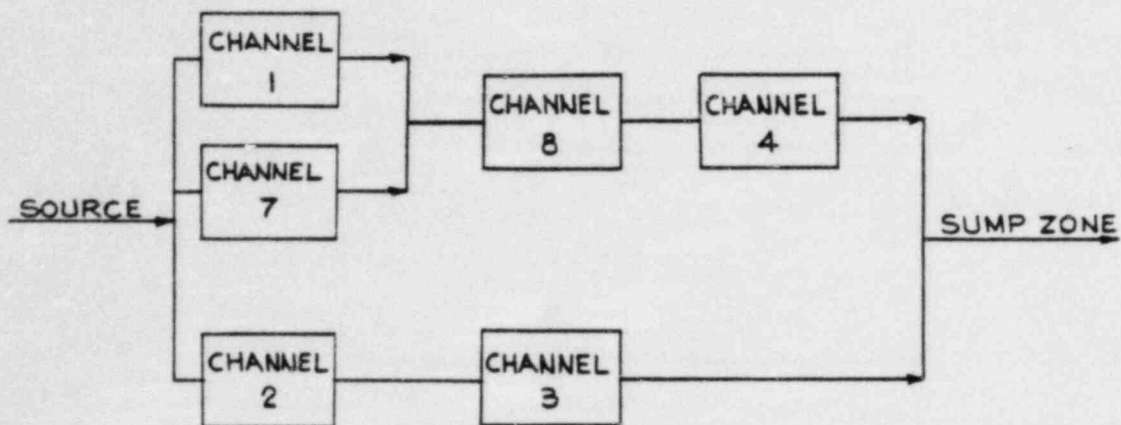 CHANNEL
1
CHANNEL
8
CHANNEL
4
CHANNEL
7
SOURCE
SUMP ZONE
CHANNEL
2
CHANNEL
3